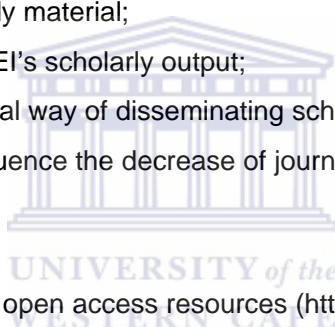 ly material;
EI's scholarly output;
al way of disseminating sch
uence the decrease of journ
UNIVERSITY of the
open access resources (htt
WESTERN CAPE